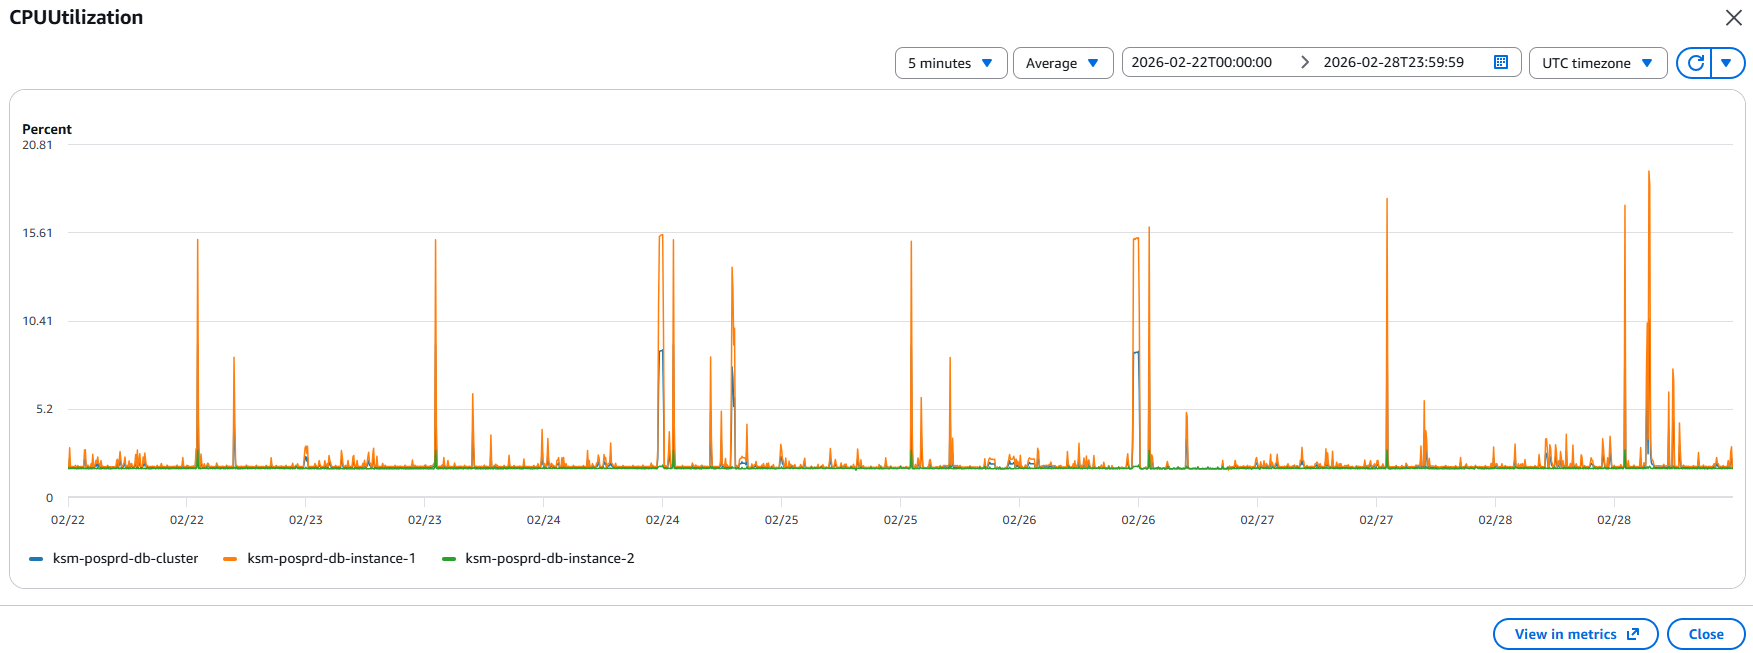 CPUUtilization
5 minutes
Average
2026-02-22T00:00:00
2026-02-28T23:59:59
UTC timezone
Percent
20.81
15.61
10.41
5.2
0
02/22 02/22 02/23 02/23 02/24 02/24 02/25 02/25 02/26 02/26 02/27 02/27 02/28 02/28
ksm-posprd-db-cluster ksm-posprd-db-instance-1 ksm-posprd-db-instance-2
View in metrics
Close